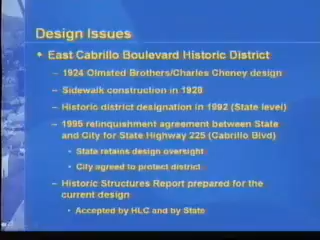 Design Issues
• East Cabrillo Boulevard Historic District
– 1924 Olmsted Brothers/Charles Cheney design
– Sidewalk construction in 1928
– Historic district designation in 1992 (State level)
– 1995 relinquishment agreement between State
and City for State Highway 225 (Cabrillo Blvd)
• State retains design oversight
• City agreed to protect district
– Historic Structures Report prepared for the
current design
• Accepted by HLC and by State